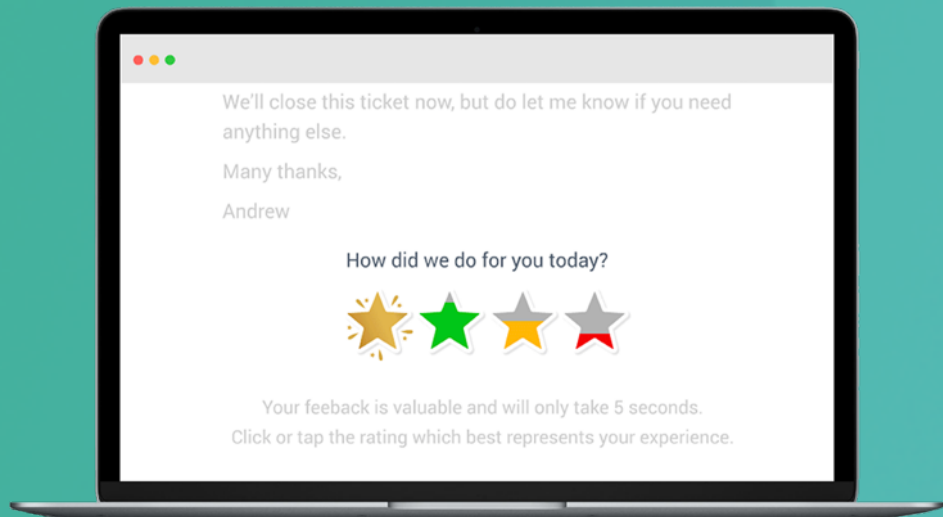 We'll close this ticket now, but do let me know if you need
anything else.
Many thanks,
Andrew
How did we do for you today?
Your feeback is valuable and will only take 5 seconds.
Click or tap the rating which best represents your experience.